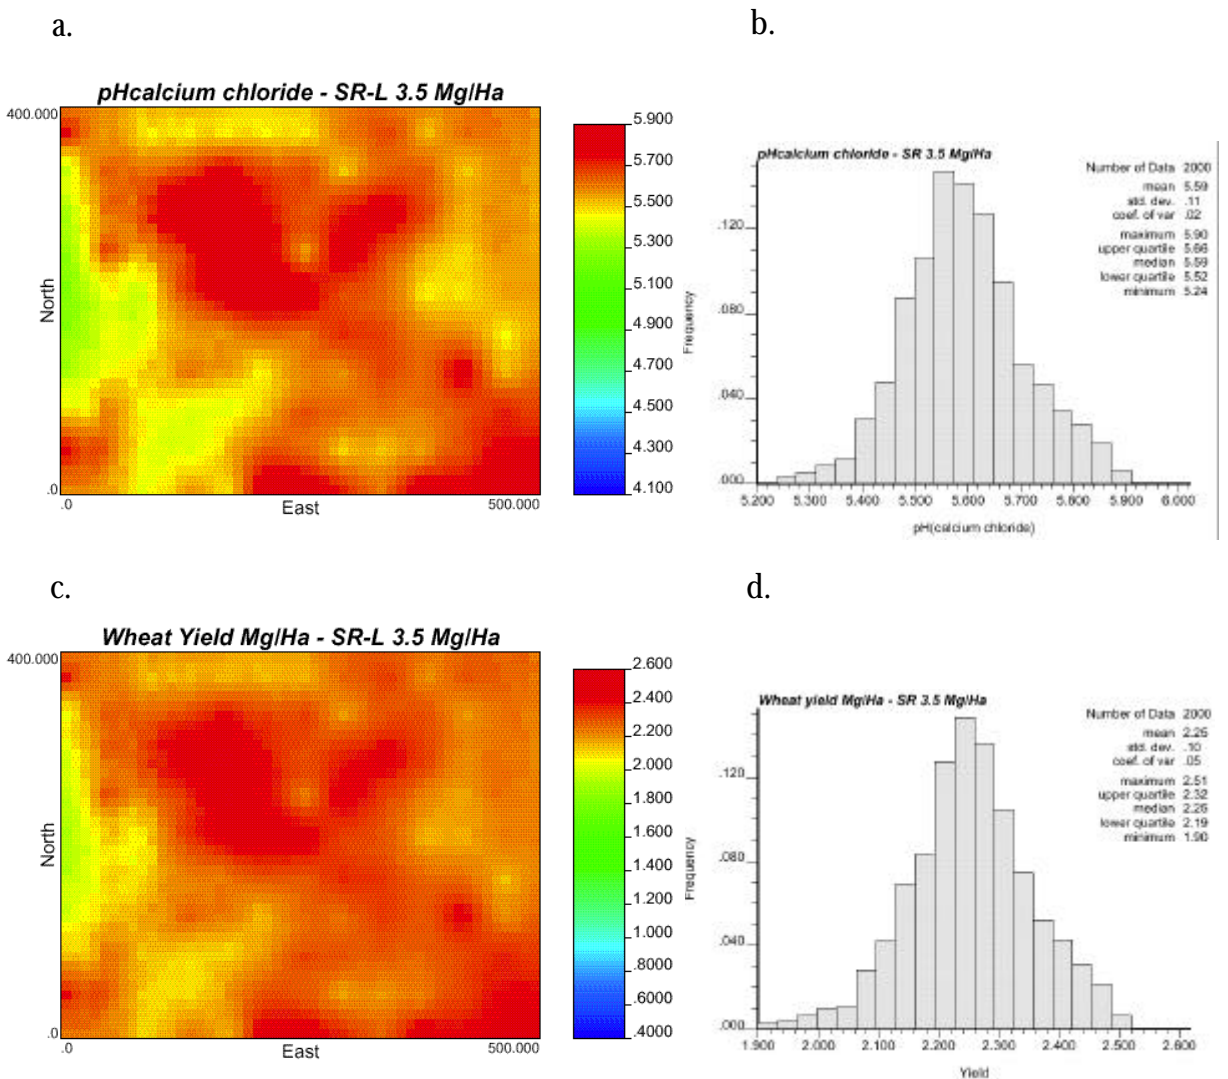 a.
pHcalcium chloride - SR-L 3.5 Mg/Ha
400.000
North
.0
.0
East
500.000
5.900
5.700
5.500
5.300
5.100
4.900
4.700
4.500
4.300
4.100
b.
pHcalcium chloride - SR 3.5 Mg/Ha
Number of Data 2000
mean 5.59
std. dev. .11
coef. of var .02
maximum 5.90
upper quartile 5.66
median 5.59
lower quartile 5.52
minimum 5.24
Frequency
.120
.080
.040
.000
5.200 5.300 5.400 5.500 5.600 5.700 5.800 5.900 6.000
pH(calcium chloride)
c.
Wheat Yield Mg/Ha - SR-L 3.5 Mg/Ha
400.000
North
.0
.0
East
500.000
2.600
2.400
2.200
2.000
1.800
1.600
1.400
1.200
1.000
.8000
.6000
.4000
d.
Wheat yield Mg/Ha - SR 3.5 Mg/Ha
Number of Data 2000
mean 2.25
std. dev. .10
coef. of var .05
maximum 2.51
upper quartile 2.32
median 2.25
lower quartile 2.19
minimum 1.90
Frequency
.120
.080
.040
.000
1.900 2.000 2.100 2.200 2.300 2.400 2.500 2.600
Yield